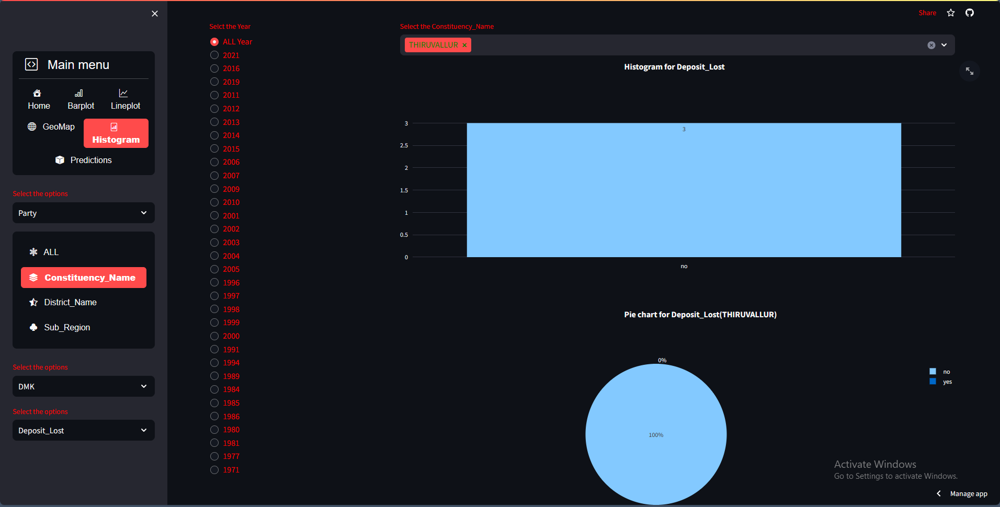 Main menu
Home
Barplot
Lineplot
GeoMap
Histogram
Predictions
Select the options
Party
ALL
Constituency_Name
District_Name
Sub_Region
Select the options
DMK
Select the options
Deposit_Lost
Selct the Year
ALL Year
2021
2016
2019
2011
2012
2013
2014
2015
2006
2007
2009
2010
2001
2002
2003
2004
2005
1996
1997
1998
1999
2000
1991
1994
1989
1984
1985
1986
1980
1981
1977
1971
Share
Select the Constituency_Name
THIRUVALLUR
Histogram for Deposit_Lost
3
3
2.5
2
1.5
1
0.5
0
no
Pie chart for Deposit_Lost(THIRUVALLUR)
0%
100%
no
yes
Activate Windows
Go to Settings to activate Windows.
Manage app